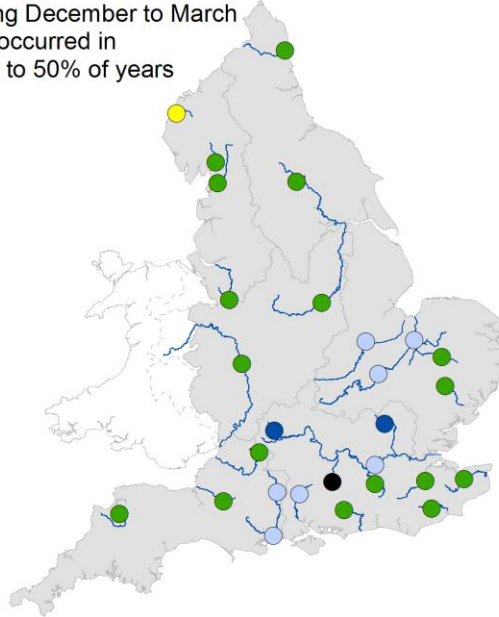 ng December to March
occurred in
to 50% of years